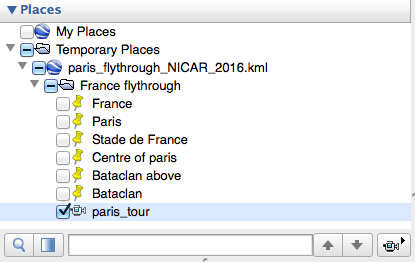 Places
My Places
Temporary Places
paris_flythrough_NICAR_2016.kml
France flythrough
France
Paris
Stade de France
Centre of paris
Bataclan above
Bataclan
paris_tour